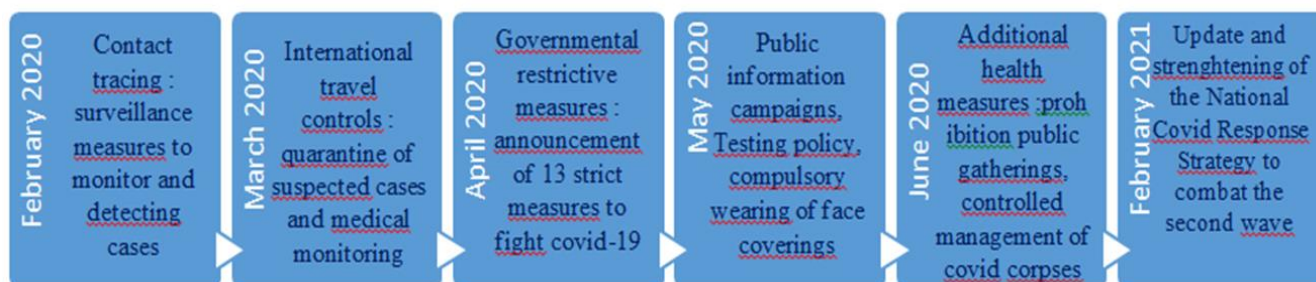 February 2020
Contact
tracing :
surveillance
measures to
monitor and
detecting
cases
March 2020
International
travel
controls :
quarantine of
suspected cases
and medical
monitoring
April 2020
Governmental
restrictive
measures :
announcement
of 13 strict
measures to
fight covid-19
May 2020
Public
information
campaigns,
Testing policy,
compulsory
wearing of face
coverings
June 2020
Additional
health
measures :proh
ibition public
gatherings,
controlled
management of
covid corpses
February 2021
Update and
strenghtening of
the National
Covid Response
Strategy to
combat the
second wave